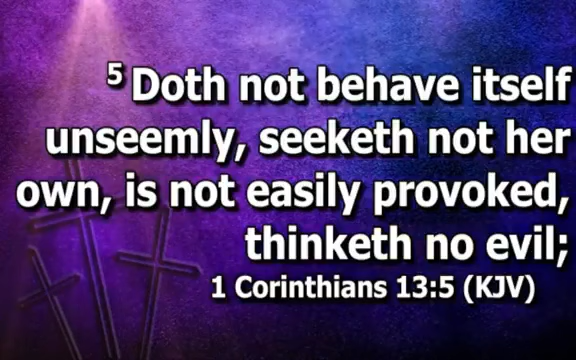 5 Doth not behave itself
unseemly, seeketh not her
own, is not easily provoked,
thinketh no evil;
1 Corinthians 13:5 (KJV)